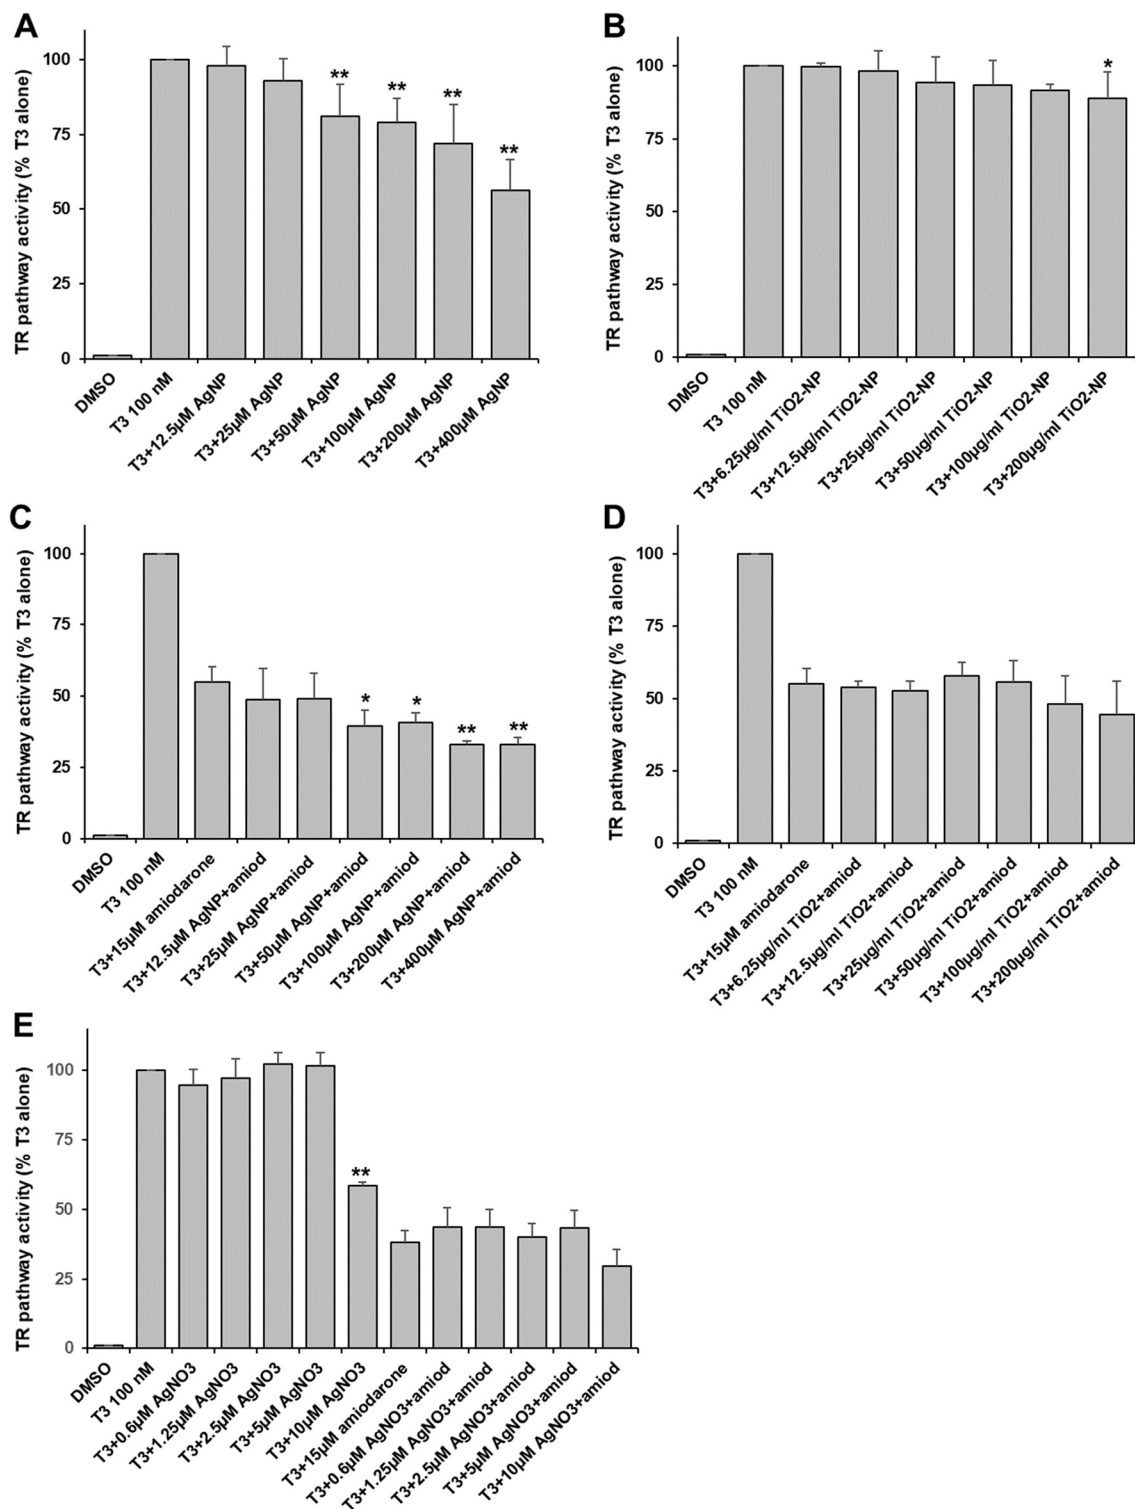 A
TR pathway activity (% T3 alone)
100
75
50
25
0
** ** ** **
DMSO
T3 100 nM
T3+12.5µM AgNP
T3+25µM AgNP
T3+50µM AgNP
T3+100µM AgNP
T3+200µM AgNP
T3+400µM AgNP
B
TR pathway activity (% T3 alone)
100
75
50
25
0
*
DMSO
T3 100 nM
T3+6.25µg/ml TiO2-NP
T3+12.5µg/ml TiO2-NP
T3+25µg/ml TiO2-NP
T3+50µg/ml TiO2-NP
T3+100µg/ml TiO2-NP
T3+200µg/ml TiO2-NP
C
TR pathway activity (% T3 alone)
100
75
50
25
0
* * ** **
DMSO
T3 100 nM
T3+15µM amiodarone
T3+12.5µM AgNP+amiod
T3+25µM AgNP+amiod
T3+50µM AgNP+amiod
T3+100µM AgNP+amiod
T3+200µM AgNP+amiod
T3+400µM AgNP+amiod
D
TR pathway activity (% T3 alone)
100
75
50
25
0
DMSO
T3 100 nM
T3+15µM amiodarone
T3+6.25µg/ml TiO2+amiod
T3+12.5µg/ml TiO2+amiod
T3+25µg/ml TiO2+amiod
T3+50µg/ml TiO2+amiod
T3+100µg/ml TiO2+amiod
T3+200µg/ml TiO2+amiod
E
TR pathway activity (% T3 alone)
100
75
50
25
0
**
DMSO
T3 100 nM
T3+0.6µM AgNO3
T3+1.25µM AgNO3
T3+2.5µM AgNO3
T3+5µM AgNO3
T3+10µM AgNO3
T3+15µM amiodarone
T3+0.6µM AgNO3+amiod
T3+1.25µM AgNO3+amiod
T3+2.5µM AgNO3+amiod
T3+5µM AgNO3+amiod
T3+10µM AgNO3+amiod